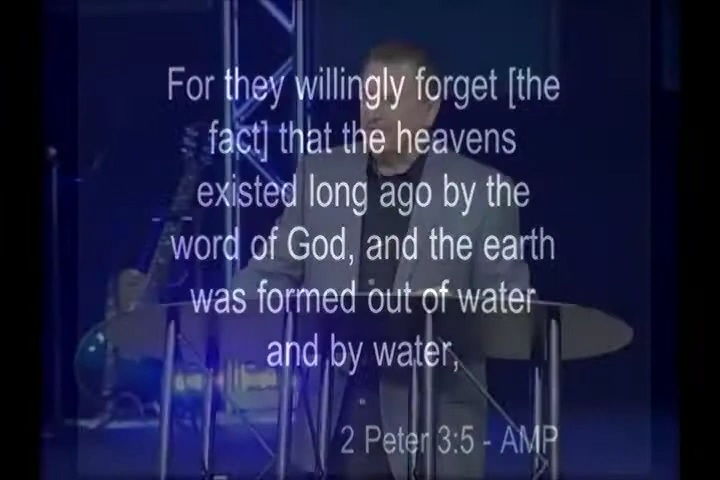 For they willingly forget [the
fact] that the heavens
existed long ago by the
word of God, and the earth
was formed out of water
and by water,
2 Peter 3:5 - AMP